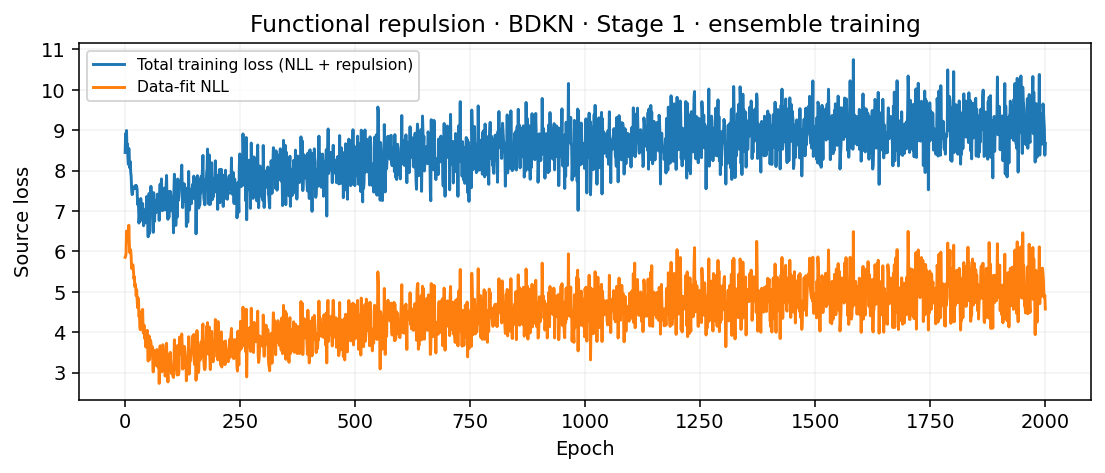 Functional repulsion · BDKN · Stage 1 · ensemble training
Total training loss (NLL + repulsion)
Data-fit NLL
Source loss
11
10
9
8
7
6
5
4
3
0 250 500 750 1000 1250 1500 1750 2000
Epoch